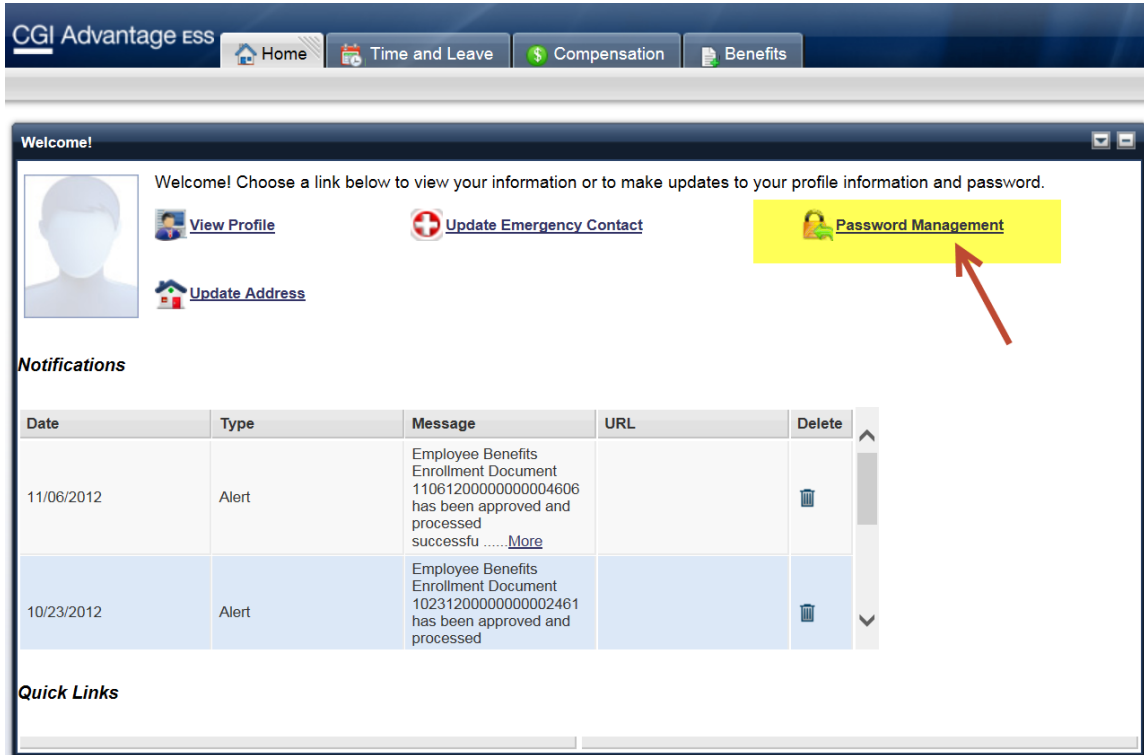 CGI Advantage ESS
Home Time and Leave Compensation Benefits
Welcome!
Welcome! Choose a link below to view your information or to make updates to your profile information and password.
View Profile Update Emergency Contact Password Management
Update Address
Notifications
Date Type Message URL Delete
Employee Benefits
Enrollment Document
11061200000000004606
11/06/2012 Alert has been approved and
processed
successfu ......More
Employee Benefits
Enrollment Document
10231200000000002461
10/23/2012 Alert has been approved and
processed
Quick Links